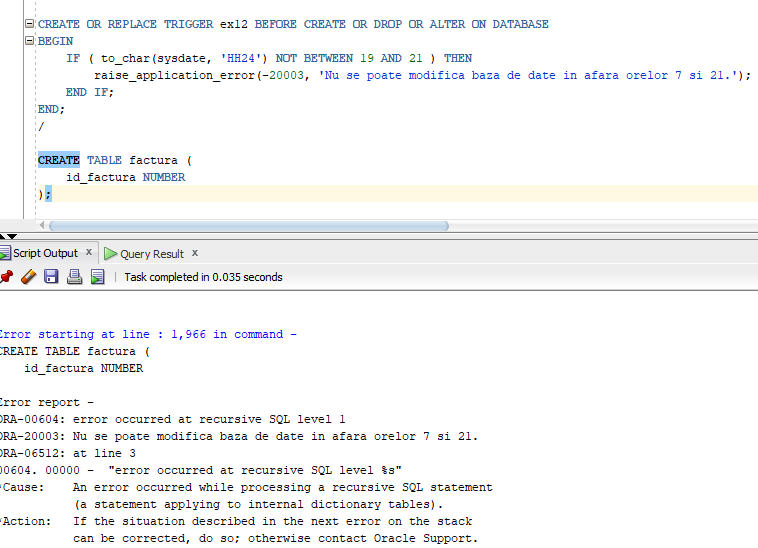 CREATE OR REPLACE TRIGGER ex12 BEFORE CREATE OR DROP OR ALTER ON DATABASE
BEGIN
    IF ( to_char(sysdate, 'HH24') NOT BETWEEN 19 AND 21 ) THEN
        raise_application_error(-20003, 'Nu se poate modifica baza de date in afara orelor 7 si 21.');
    END IF;
END;
/
CREATE TABLE factura (
    id_factura NUMBER
);
Script Output x Query Result x
Task completed in 0.035 seconds
Error starting at line : 1,966 in command -
CREATE TABLE factura (
    id_factura NUMBER
Error report -
ORA-00604: error occurred at recursive SQL level 1
ORA-20003: Nu se poate modifica baza de date in afara orelor 7 si 21.
ORA-06512: at line 3
00604. 00000 -  "error occurred at recursive SQL level %s"
*Cause:    An error occurred while processing a recursive SQL statement
           (a statement applying to internal dictionary tables).
*Action:   If the situation described in the next error on the stack
           can be corrected, do so; otherwise contact Oracle Support.